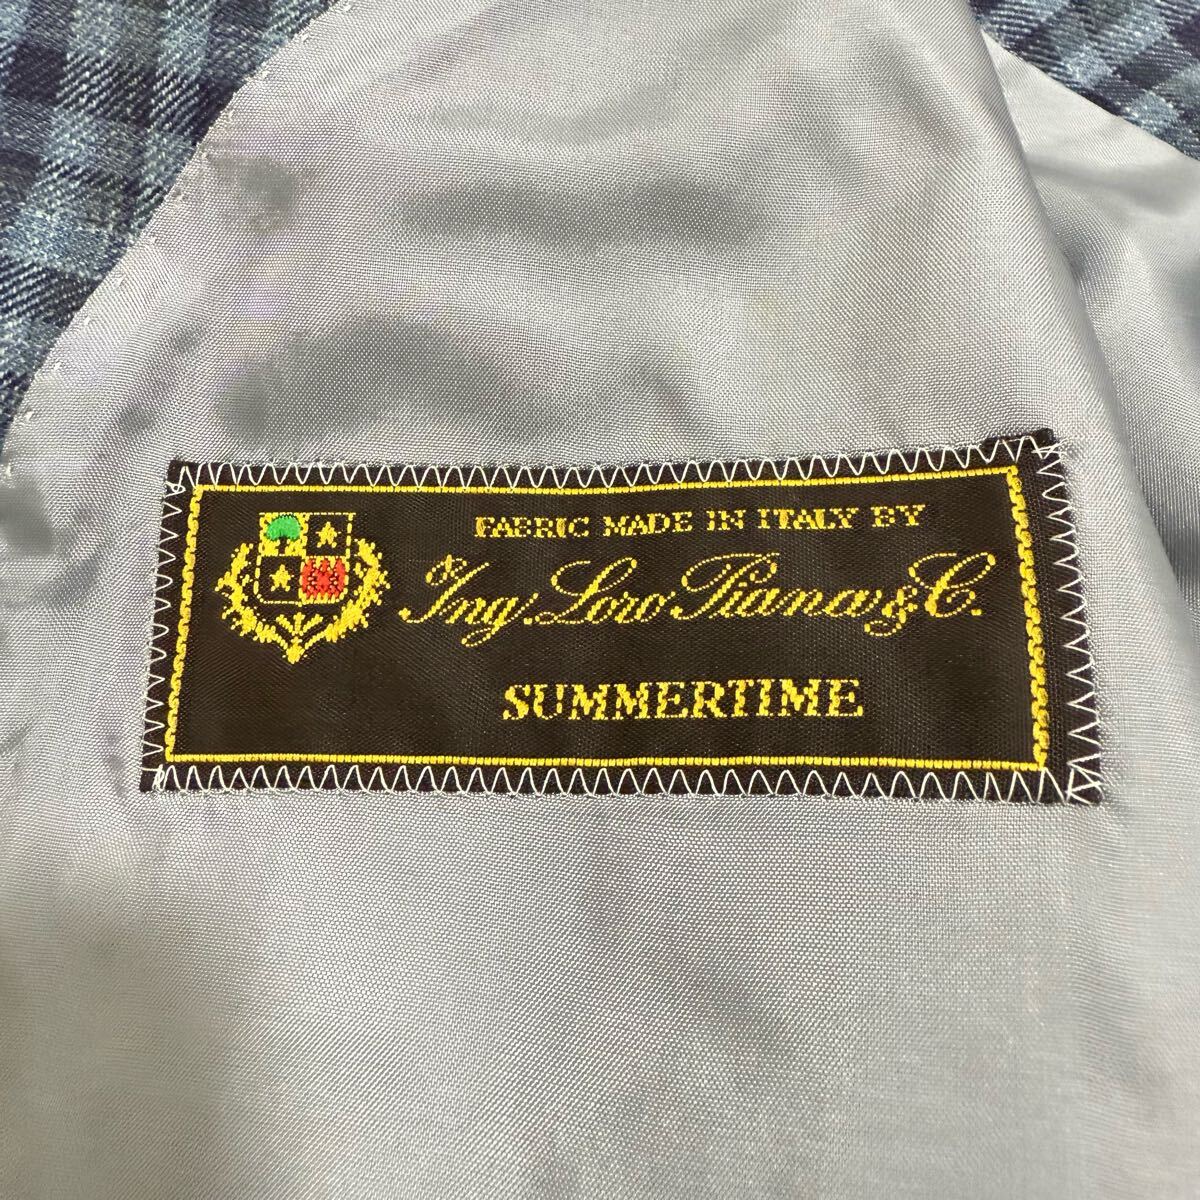 FABRIC MADE IN ITALY BY
Ing. Loro Piana & C.
SUMMERTIME